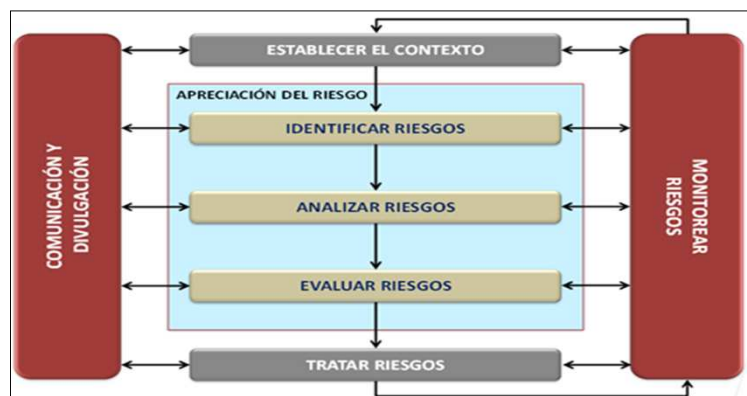 ESTABLECER EL CONTEXTO
APRECIACIÓN DEL RIESGO
IDENTIFICAR RIESGOS
ANALIZAR RIESGOS
EVALUAR RIESGOS
TRATAR RIESGOS
COMUNICACIÓN Y
DIVULGACIÓN
MONITOREAR
RIESGOS